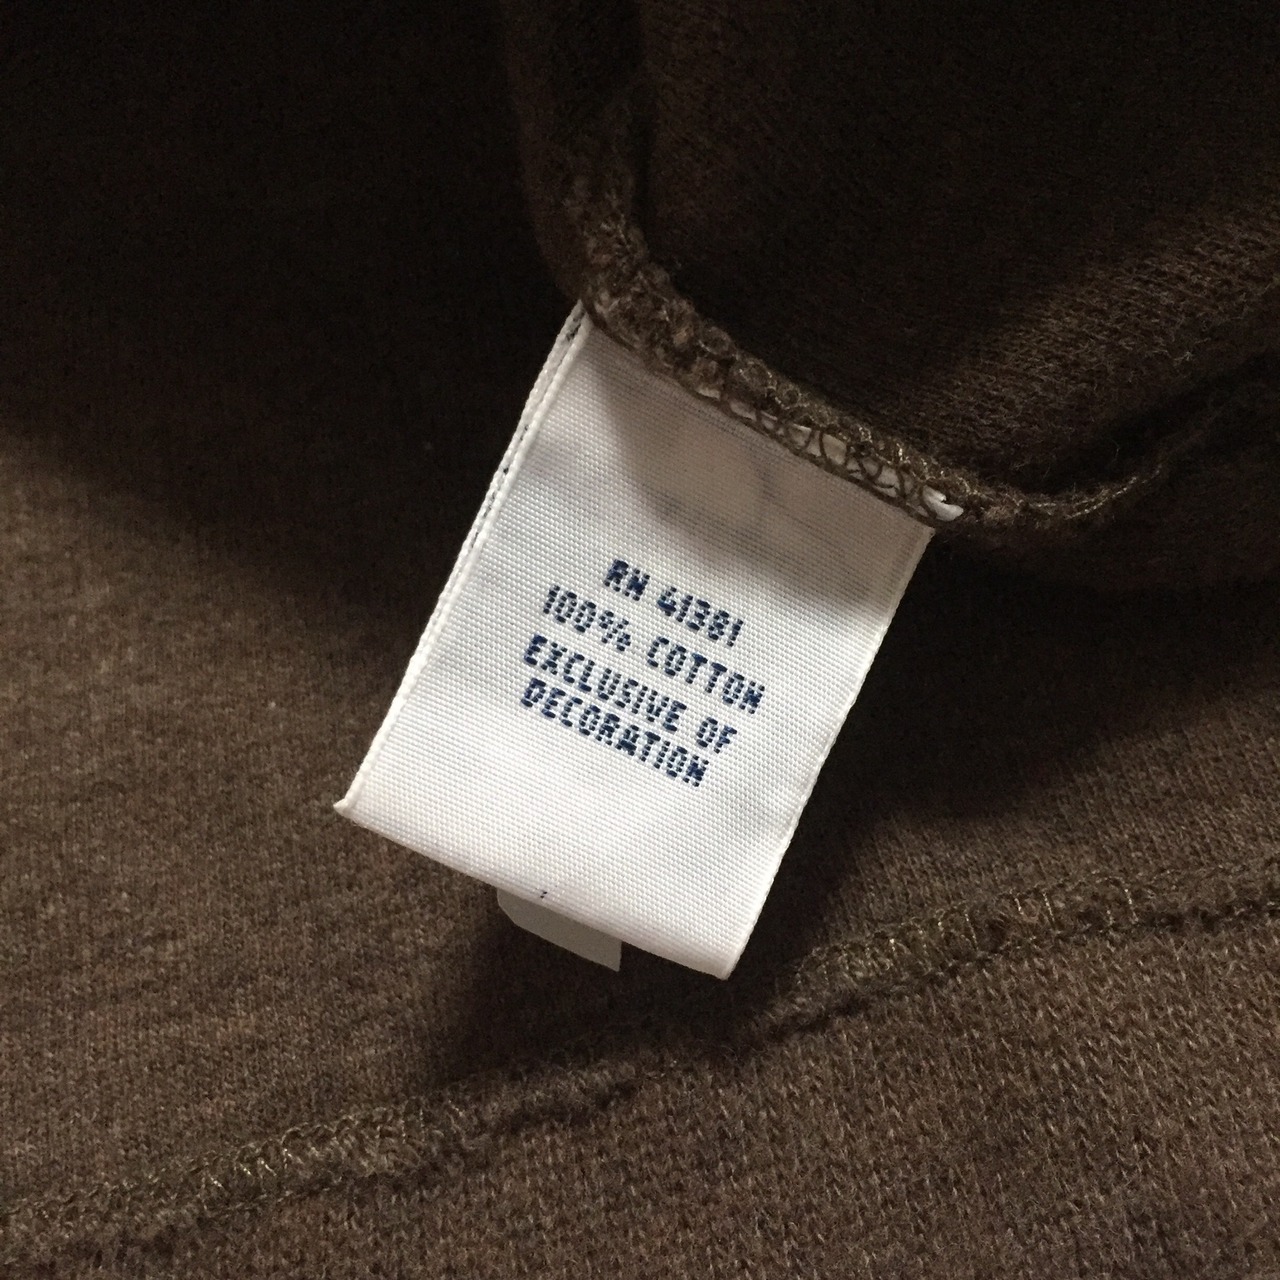 RN 41381
100% COTTON
EXCLUSIVE OF
DECORATION